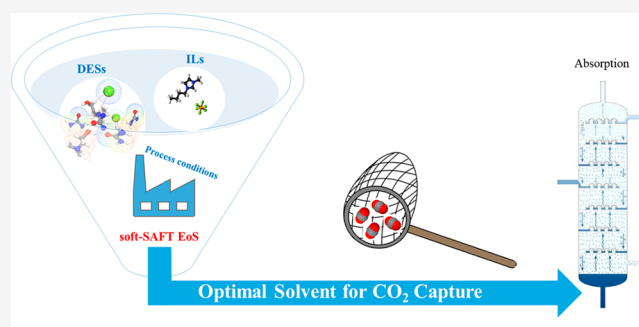 DESs
ILs
Process conditions
soft-SAFT EoS
Optimal Solvent for CO₂ Capture
Absorption